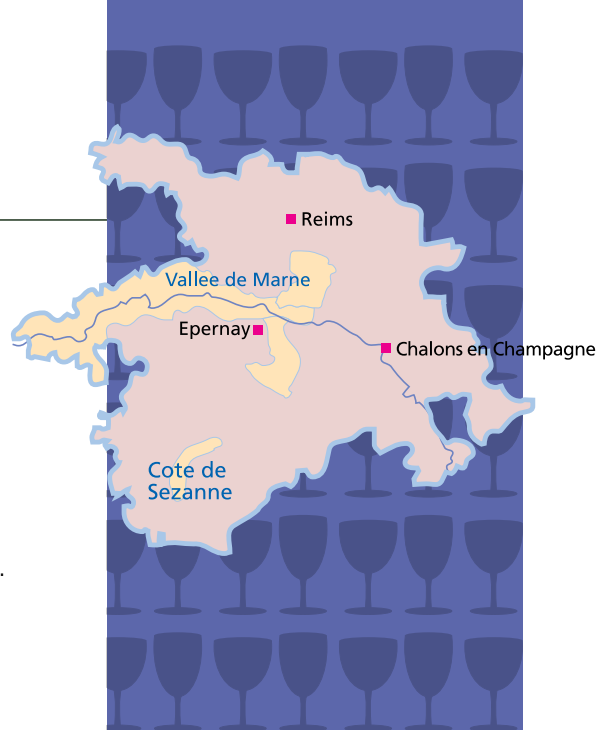 Reims
Vallee de Marne
Epernay
Chalons en Champagne
Cote de
Sezanne
.